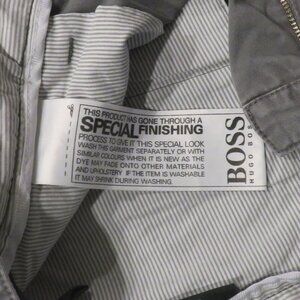 THIS PRODUCT HAS GONE THROUGH A
SPECIAL FINISHING
PROCESS TO GIVE IT THIS SPECIAL LOOK
WASH THIS GARMENT SEPARATELY OR WITH
SIMILAR COLOURS WHEN IT IS NEW AS THE
DYE MAY FADE ONTO OTHER MATERIALS
AND UPHOLSTERY IF THE ITEM IS WASHABLE
IT MAY SHRINK DURING WASHING.
BOSS
HUGO BOSS